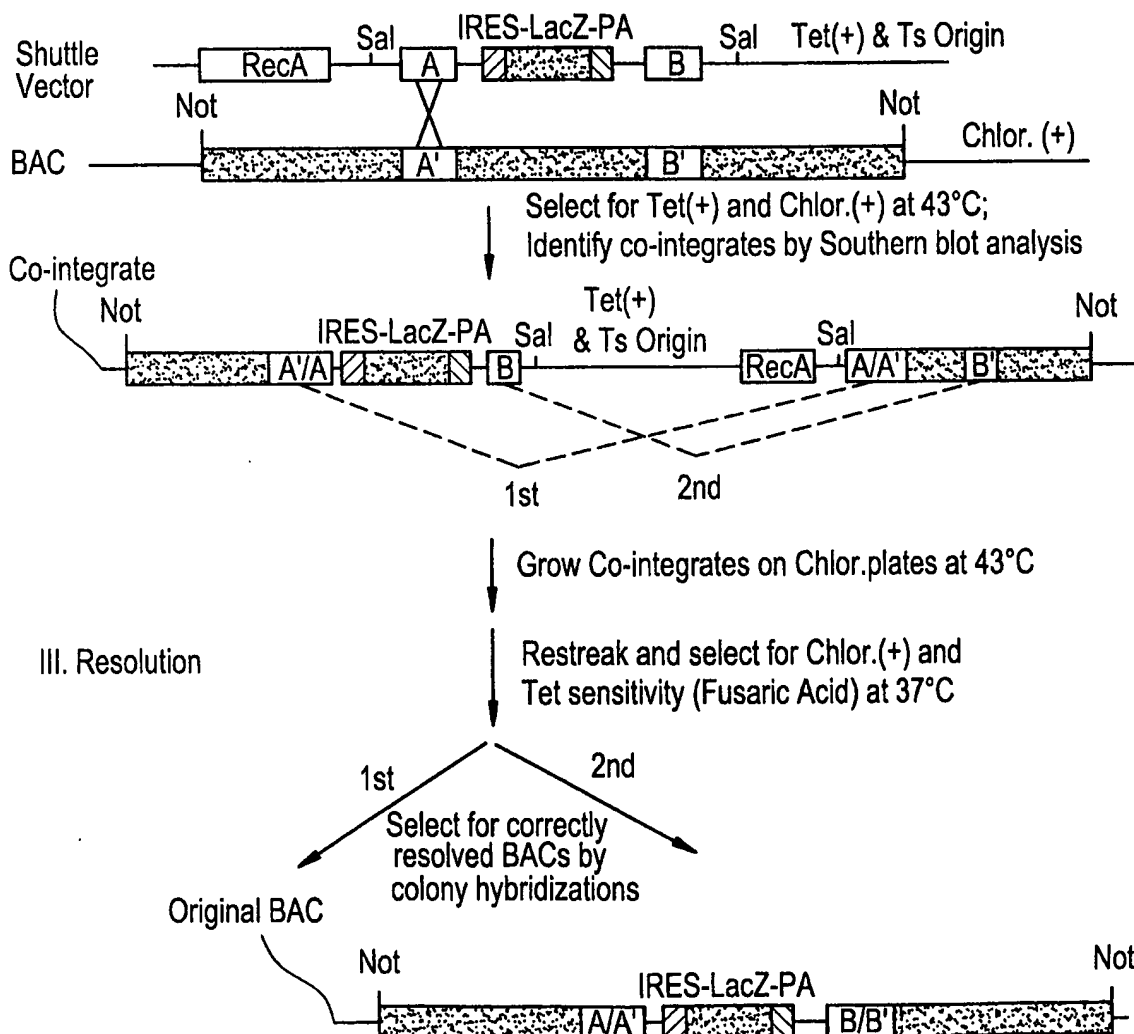 IRES-LacZ-PA
Shuttle Vector
RecA
Sal
A
B
Sal
Tet(+) & Ts Origin
Not
Not
BAC
A'
B'
Chlor. (+)
Select for Tet(+) and Chlor.(+) at 43°C;
Identify co-integrates by Southern blot analysis
Co-integrate
Not
IRES-LacZ-PA
Sal
Tet(+)
& Ts Origin
Sal
Not
A'/A
B
RecA
A/A'
B'
1st
2nd
Grow Co-integrates on Chlor.plates at 43°C
III. Resolution
Restreak and select for Chlor.(+) and
Tet sensitivity (Fusaric Acid) at 37°C
1st
2nd
Select for correctly
resolved BACs by
colony hybridizations
Original BAC
Not
IRES-LacZ-PA
Not
A/A'
B/B'